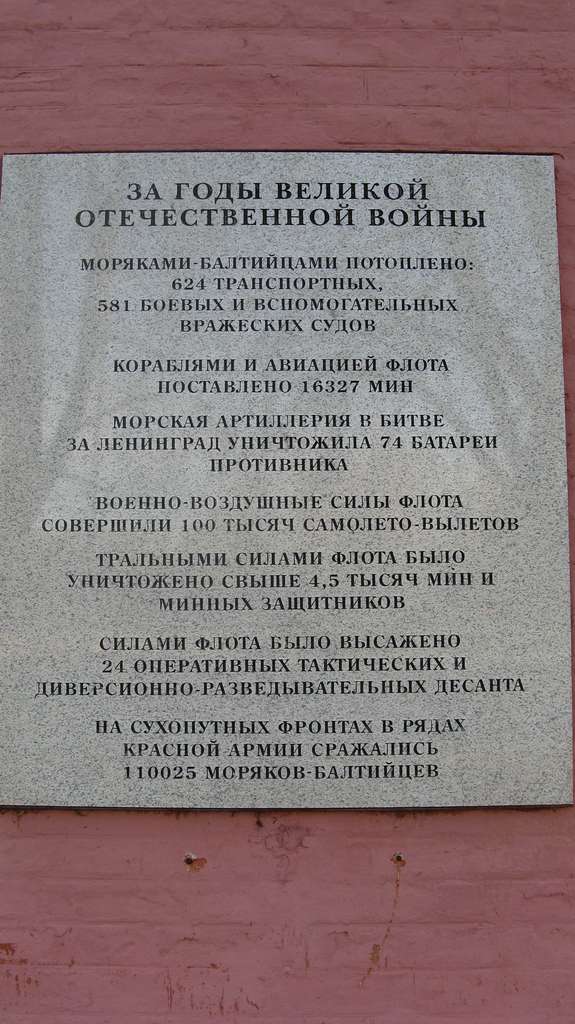 ЗА ГОДЫ ВЕЛИКОЙ
ОТЕЧЕСТВЕННОЙ ВОЙНЫ
МОРЯКАМИ-БАЛТИЙЦАМИ ПОТОПЛЕНО:
624 ТРАНСПОРТНЫХ,
581 БОЕВЫХ И ВСПОМОГАТЕЛЬНЫХ
ВРАЖЕСКИХ СУДОВ
КОРАБЛЯМИ И АВИАЦИЕЙ ФЛОТА
ПОСТАВЛЕНО 16327 МИН
МОРСКАЯ АРТИЛЛЕРИЯ В БИТВЕ
ЗА ЛЕНИНГРАД УНИЧТОЖИЛА 74 БАТАРЕИ
ПРОТИВНИКА
ВОЕННО-ВОЗДУШНЫЕ СИЛЫ ФЛОТА
СОВЕРШИЛИ 100 ТЫСЯЧ САМОЛЕТО-ВЫЛЕТОВ
ТРАЛЬНЫМИ СИЛАМИ ФЛОТА БЫЛО
УНИЧТОЖЕНО СВЫШЕ 4,5 ТЫСЯЧ МИН И
МИННЫХ ЗАЩИТНИКОВ
СИЛАМИ ФЛОТА БЫЛО ВЫСАЖЕНО
24 ОПЕРАТИВНЫХ ТАКТИЧЕСКИХ И
ДИВЕРСИОННО-РАЗВЕДЫВАТЕЛЬНЫХ ДЕСАНТА
НА СУХОПУТНЫХ ФРОНТАХ В РЯДАХ
КРАСНОЙ АРМИИ СРАЖАЛИСЬ
110025 МОРЯКОВ-БАЛТИЙЦЕВ